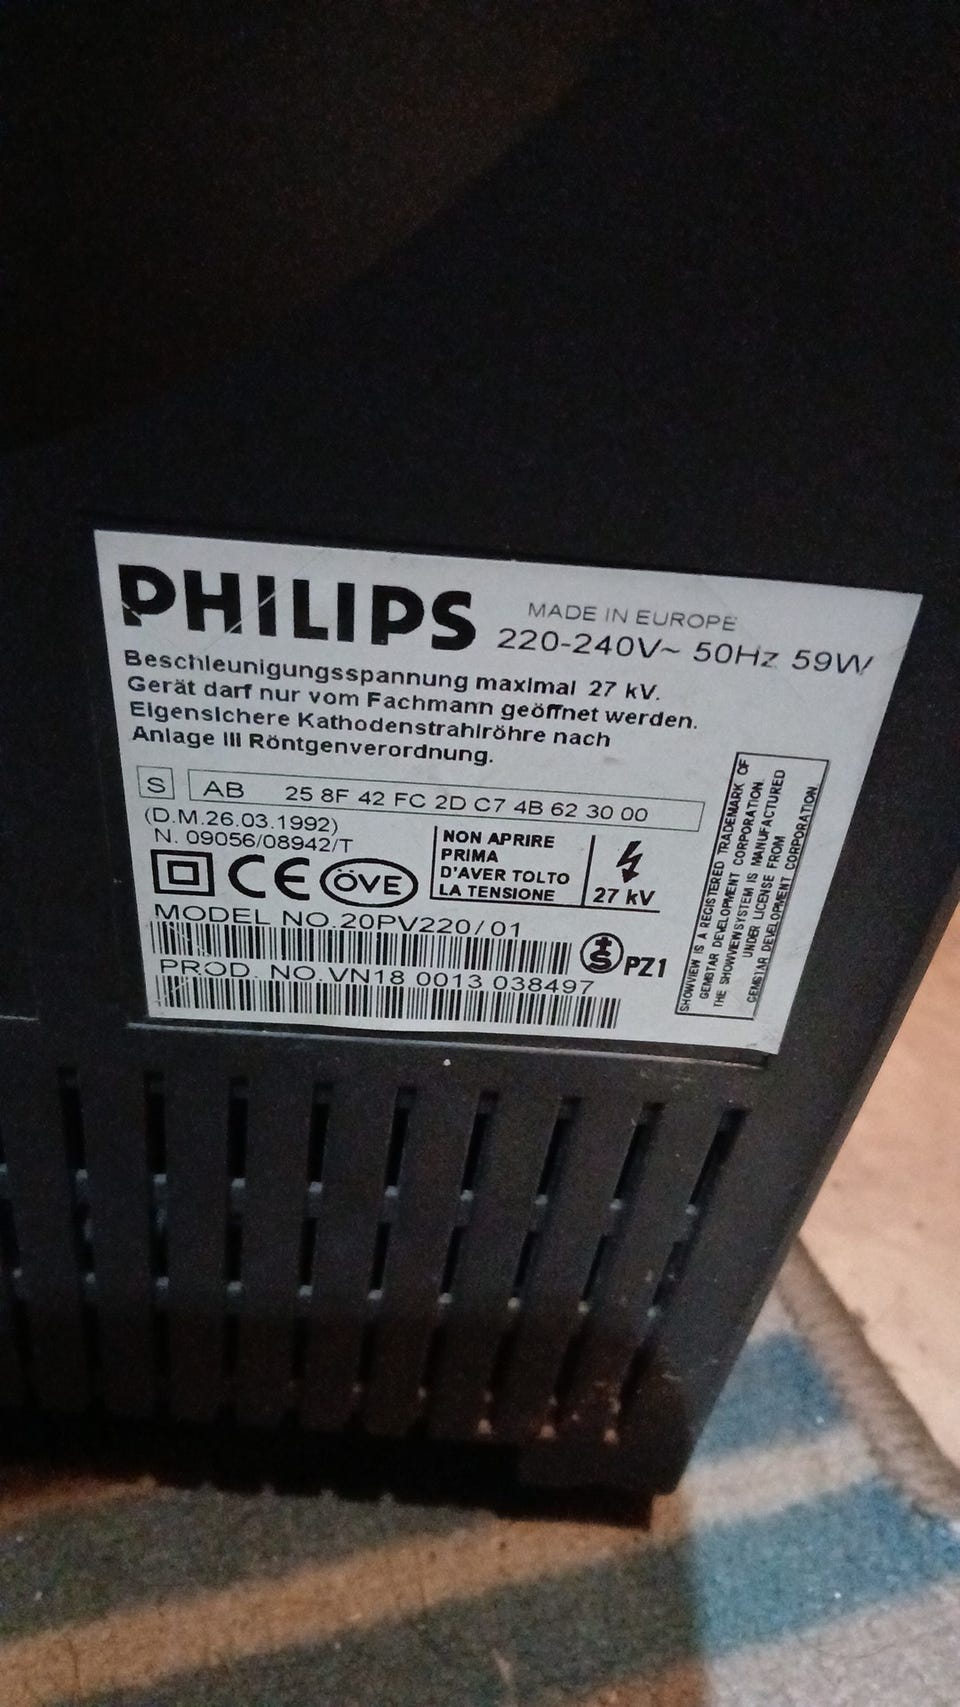 PHILIPS
MADE IN EUROPE
220-240V~ 50Hz 59W
Beschleunigungsspannung maximal 27 kV.
Gerät darf nur vom Fachmann geöffnet werden.
Eigensichere Kathodenstrahlröhre nach
Anlage III Röntgenverordnung.
S AB 25 8F 42 FC 2D C7 4B 62 30 00
(D.M.26.03.1992)
N. 09056/08942/T
NON APRIRE
PRIMA
D'AVER TOLTO
LA TENSIONE
27 kV
CE ÖVE
MODEL NO.20PV220/01
S PZ1
PROD. NO.VN18 0013 038497
SHOWVIEW IS A REGISTERED TRADEMARK OF
GEMSTAR DEVELOPMENT CORPORATION.
THE SHOWVIEW SYSTEM IS MANUFACTURED
UNDER LICENSE FROM
GEMSTAR DEVELOPMENT CORPORATION